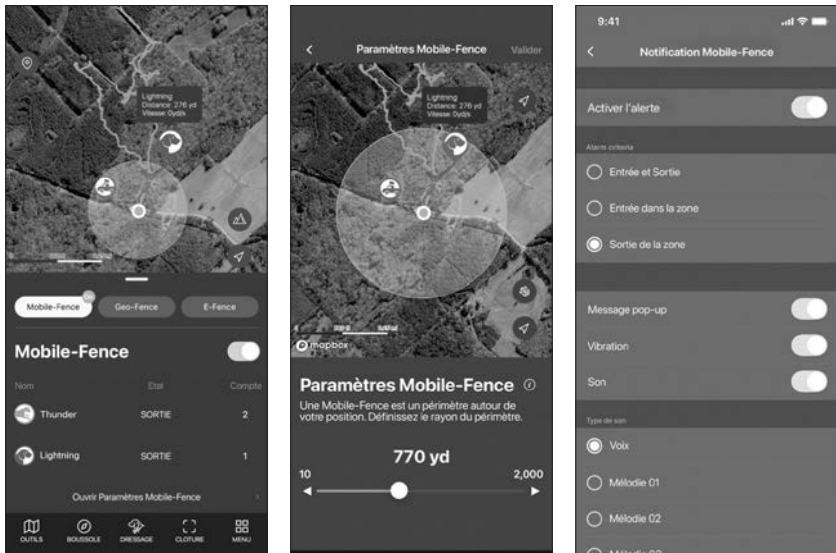 Lightning
Distance: 276 yd
Vitesse: 0yd/s
Mobile-Fence
ON
Geo-Fence
E-Fence
Mobile-Fence
Nom Etat Compte
Thunder SORTIE 2
Lightning SORTIE 1
Ouvrir Paramètres Mobile-Fence
OUTILS BOUSSOLE DRESSAGE CLOTURE MENU
Paramètres Mobile-Fence Valider
Lightning
Distance: 276 yd
Vitesse: 0yd/s
mapbox
Paramètres Mobile-Fence
Une Mobile-Fence est un périmètre autour de
votre position. Définissez le rayon du périmètre.
770 yd
10 2,000
9:41
Notification Mobile-Fence
Activer l'alerte
Alarm criteria
Entrée et Sortie
Entrée dans la zone
Sortie de la zone
Message pop-up
Vibration
Son
Type de son
Voix
Mélodie 01
Mélodie 02